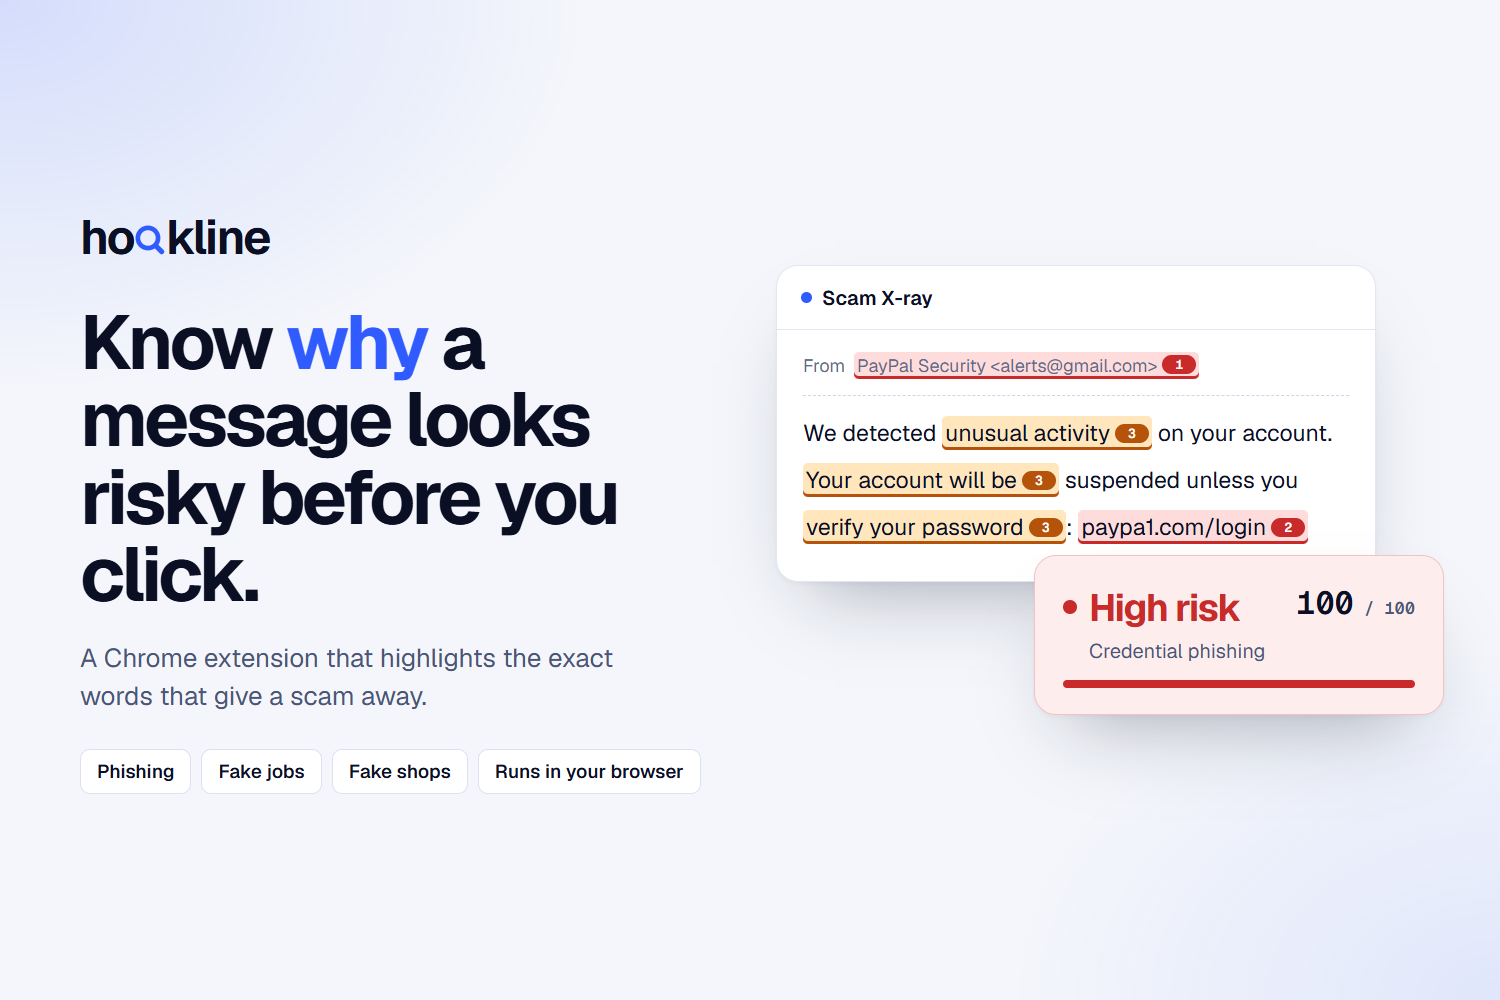 hookline
Know why a
message looks
risky before you
click.
A Chrome extension that highlights the exact
words that give a scam away.
Phishing
Fake jobs
Fake shops
Runs in your browser
Scam X-ray
From PayPal Security <alerts@gmail.com> 1
We detected unusual activity 3 on your account.
Your account will be 3 suspended unless you
verify your password 3 : paypa1.com/login 2
High risk 100 / 100
Credential phishing